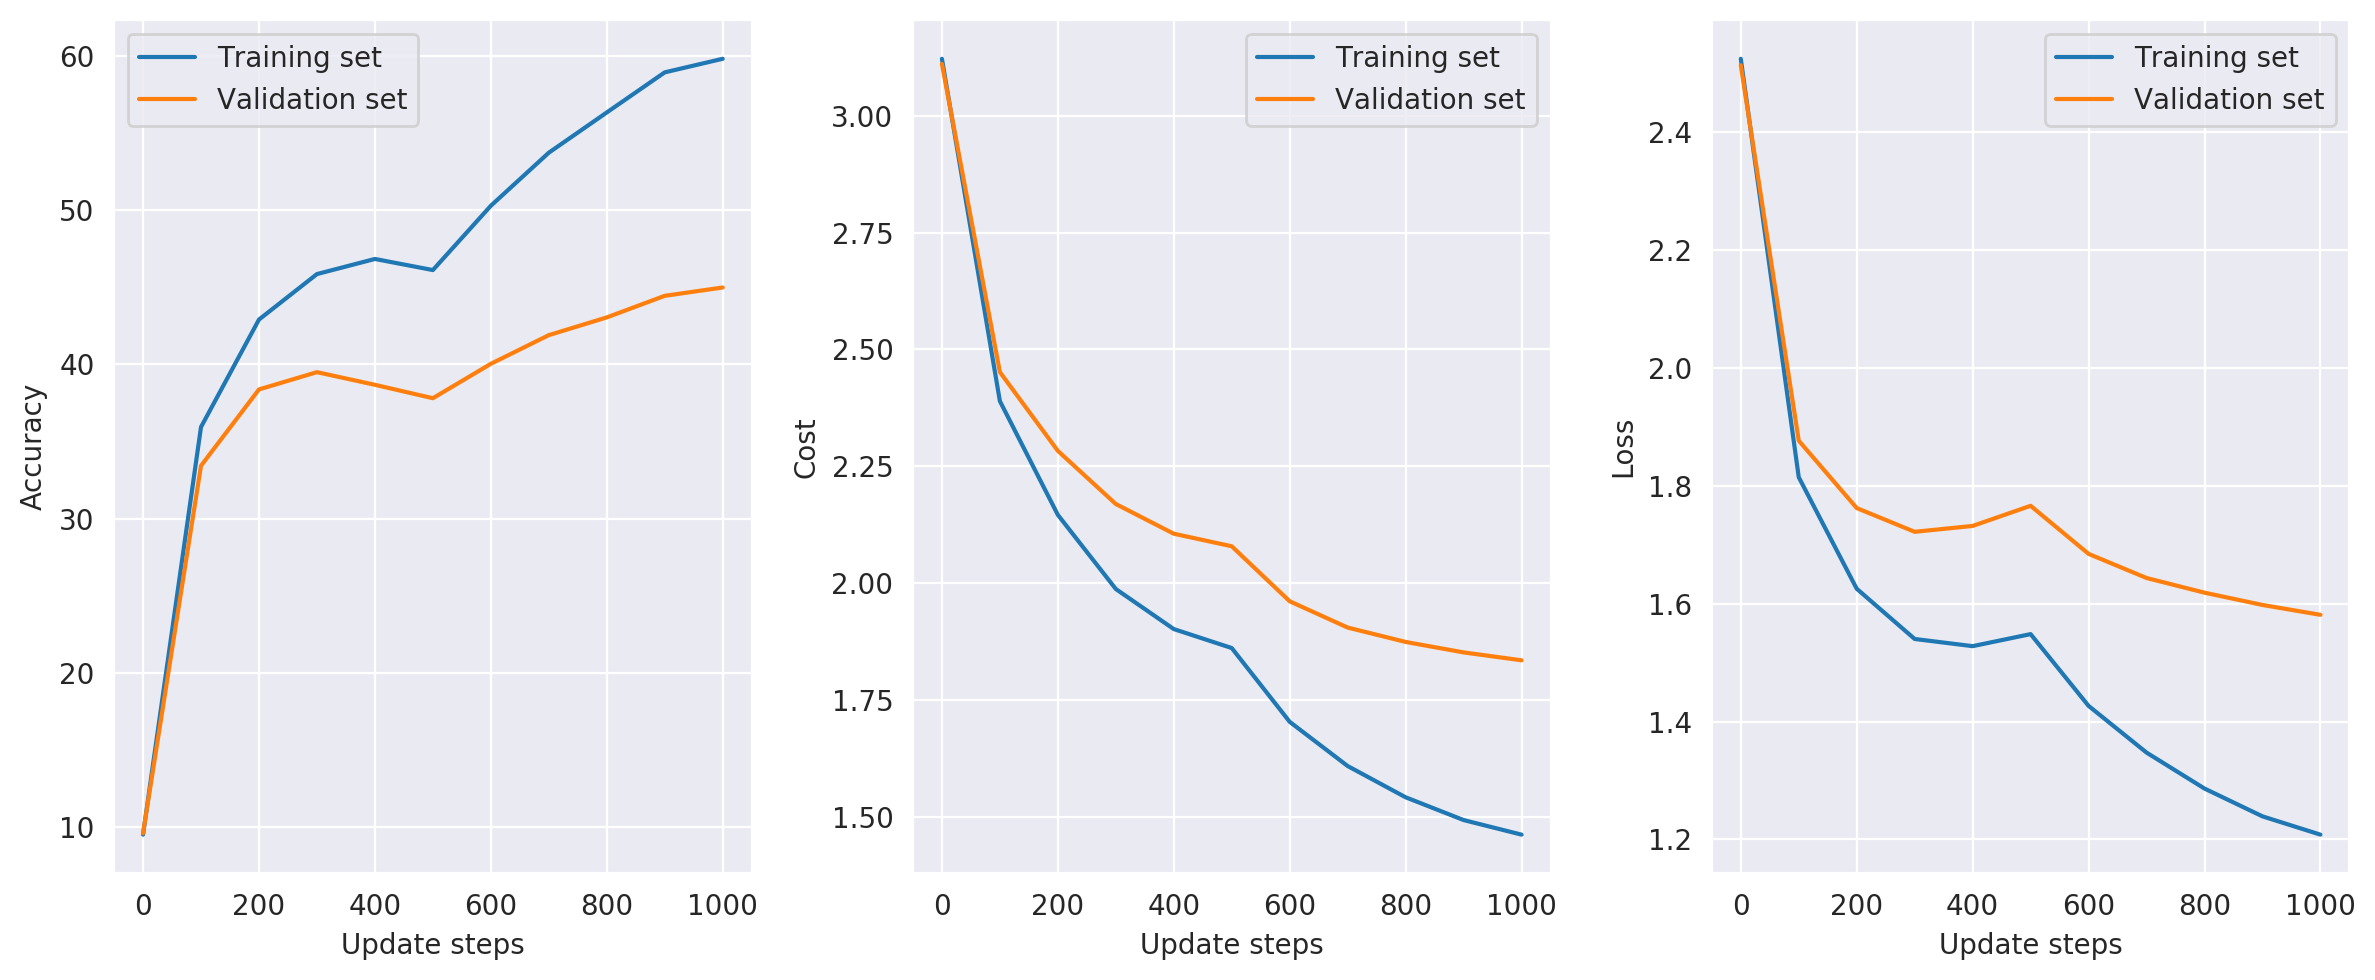 Accuracy
60
50
40
30
20
10
Training set
Validation set
0 200 400 600 800 1000
Update steps
Cost
3.00
2.75
2.50
2.25
2.00
1.75
1.50
Training set
Validation set
0 200 400 600 800 1000
Update steps
Loss
2.4
2.2
2.0
1.8
1.6
1.4
1.2
Training set
Validation set
0 200 400 600 800 1000
Update steps